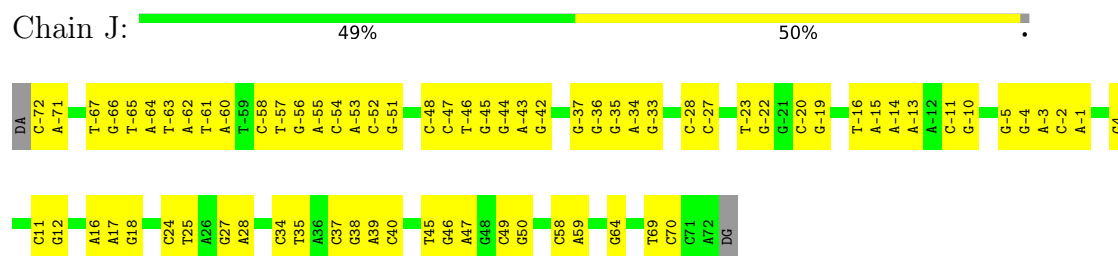 Chain J:
49% 50% •
DA C-72 A-71 T-67 G-66 T-65 A-64 T-63 A-62 T-61 A-60 T-59 C-58 T-57 G-56 A-55 C-54 A-53 C-52 G-51 C-48 C-47 T-46 G-45 G-44 A-43 G-42 G-37 G-36 G-35 A-34 G-33 C-28 C-27 T-23 G-22 G-21 C-20 G-19 T-16 A-15 A-14 A-13 A-12 C-11 G-10 G-5 G-4 A-3 C-2 A-1
C11 G12 A16 A17 G18 C24 T25 A26 G27 A28 C34 T35 A36 C37 G38 A39 C40 T45 G46 A47 G48 C49 G50 C58 A59 G64 T69 C70 C71 A72 DG